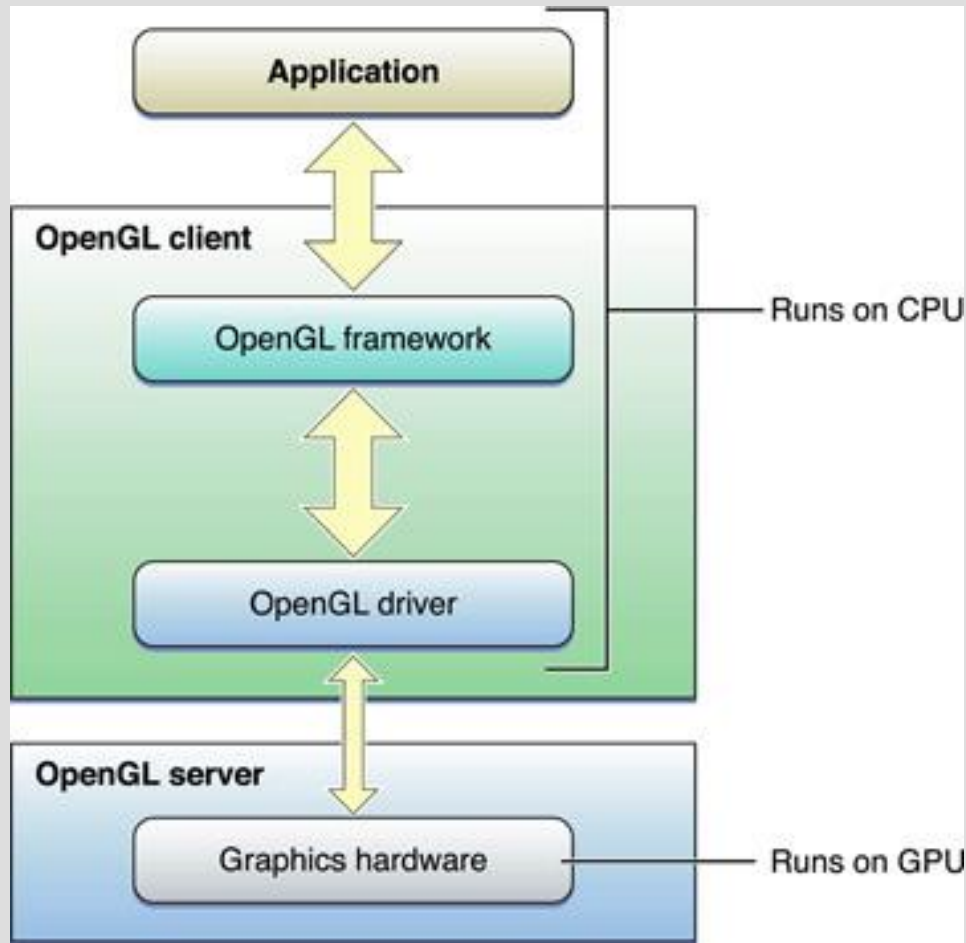 Application
OpenGL client
OpenGL framework
Runs on CPU
OpenGL driver
OpenGL server
Graphics hardware
Runs on GPU